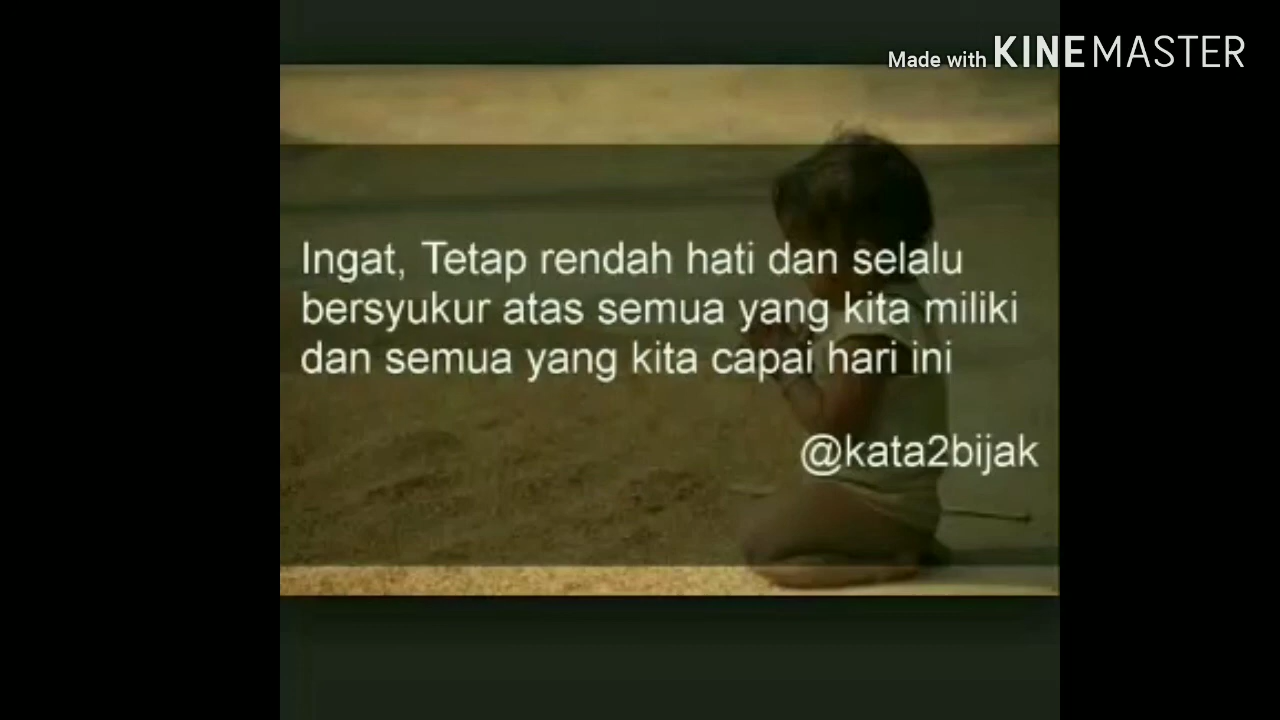 Made with KINEMASTER
Ingat, Tetap rendah hati dan selalu
bersyukur atas semua yang kita miliki
dan semua yang kita capai hari ini
@kata2bijak